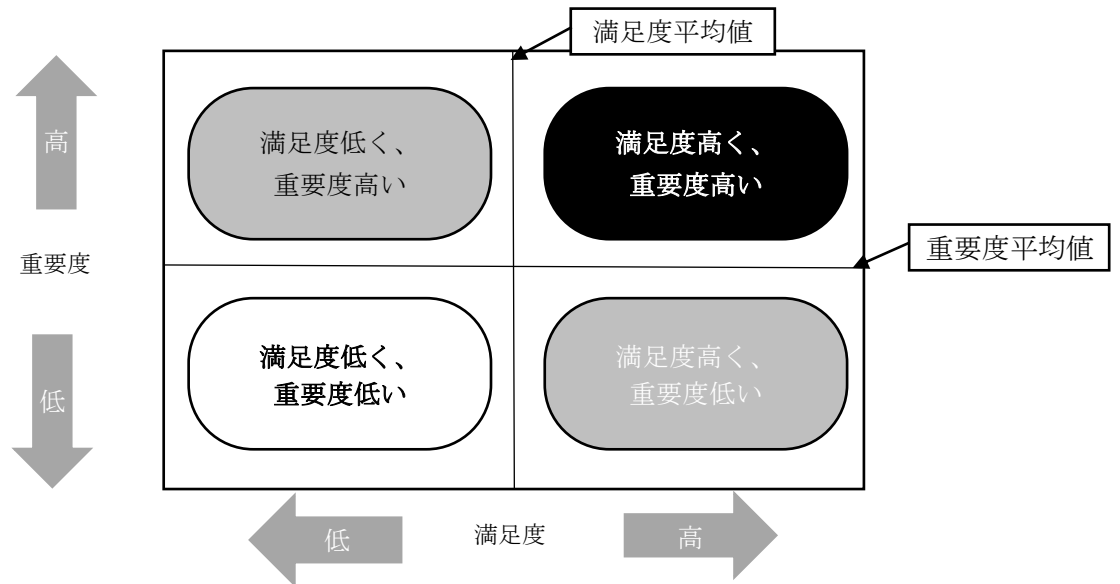 満足度平均値
高
満足度低く、
重要度高い
満足度高く、
重要度高い
重要度平均値
重要度
満足度低く、
重要度低い
満足度高く、
重要度低い
低
低
満足度
高